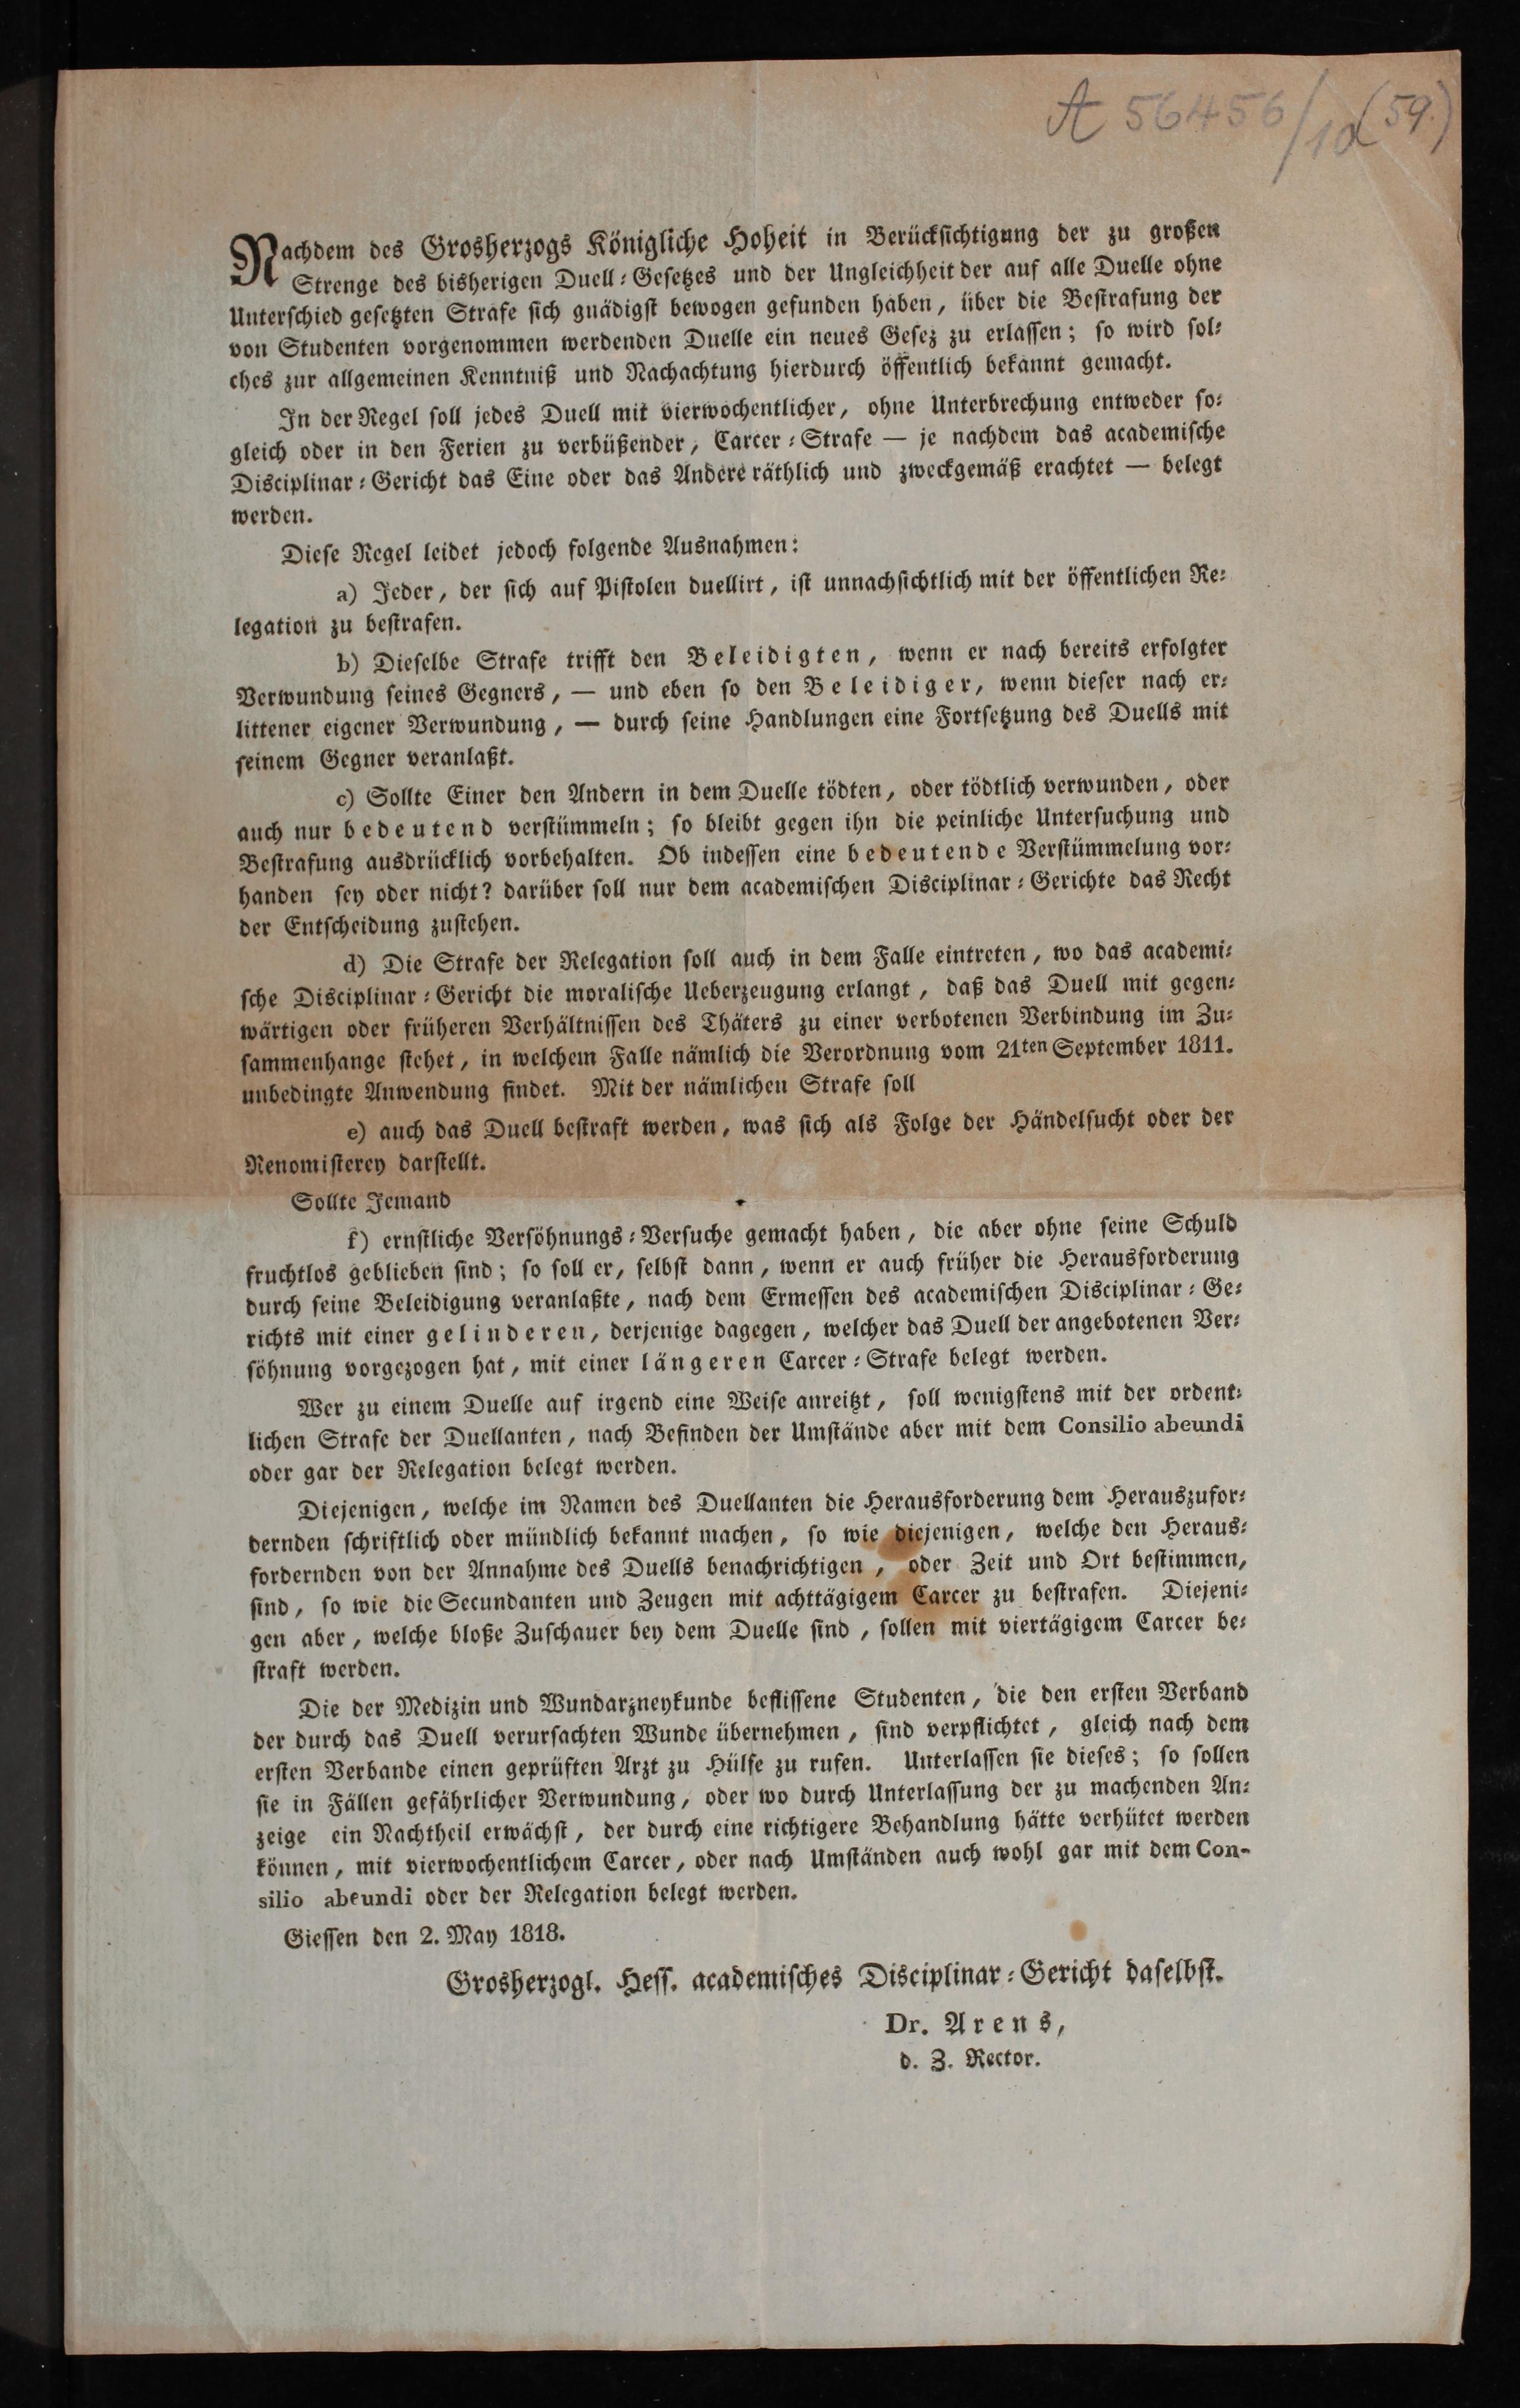 A 56456/10(59.)
Nachdem des Grosherzogs Königliche Hoheit in Berücksichtigung der zu großen
Strenge des bisherigen Duell-Gesetzes und der Ungleichheit der auf alle Duelle ohne
Unterschied gesetzten Strafe sich gnädigst bewogen gefunden haben, über die Bestrafung der
von Studenten vorgenommen werdenden Duelle ein neues Gesez zu erlassen; so wird sol-
ches zur allgemeinen Kenntniß und Nachachtung hierdurch öffentlich bekannt gemacht.
In der Regel soll jedes Duell mit vierwochentlicher, ohne Unterbrechung entweder so-
gleich oder in den Ferien zu verbüßender, Carcer-Strafe — je nachdem das academische
Disciplinar-Gericht das Eine oder das Andere räthlich und zweckgemäß erachtet — belegt
werden.
Diese Regel leidet jedoch folgende Ausnahmen:
a) Jeder, der sich auf Pistolen duellirt, ist unnachsichtlich mit der öffentlichen Re-
legation zu bestrafen.
b) Dieselbe Strafe trifft den Beleidigten, wenn er nach bereits erfolgter
Verwundung seines Gegners, — und eben so den Beleidiger, wenn dieser nach er-
littener eigener Verwundung, — durch seine Handlungen eine Fortsetzung des Duells mit
seinem Gegner veranlaßt.
c) Sollte Einer den Andern in dem Duelle tödten, oder tödtlich verwunden, oder
auch nur bedeutend verstümmeln; so bleibt gegen ihn die peinliche Untersuchung und
Bestrafung ausdrücklich vorbehalten. Ob indessen eine bedeutende Verstümmelung vor-
handen sey oder nicht? darüber soll nur dem academischen Disciplinar-Gerichte das Recht
der Entscheidung zustehen.
d) Die Strafe der Relegation soll auch in dem Falle eintreten, wo das academi-
sche Disciplinar-Gericht die moralische Ueberzeugung erlangt, daß das Duell mit gegen-
wärtigen oder früheren Verhältnissen des Thäters zu einer verbotenen Verbindung im Zu-
sammenhange stehet, in welchem Falle nämlich die Verordnung vom 21ten September 1811.
unbedingte Anwendung findet. Mit der nämlichen Strafe soll
e) auch das Duell bestraft werden, was sich als Folge der Händelsucht oder der
Renomisterey darstellt.
Sollte Jemand
f) ernstliche Versöhnungs-Versuche gemacht haben, die aber ohne seine Schuld
fruchtlos geblieben sind; so soll er, selbst dann, wenn er auch früher die Herausforderung
durch seine Beleidigung veranlaßte, nach dem Ermessen des academischen Disciplinar-Ge-
richts mit einer gelinderen, derjenige dagegen, welcher das Duell der angebotenen Ver-
söhnung vorgezogen hat, mit einer längeren Carcer-Strafe belegt werden.
Wer zu einem Duelle auf irgend eine Weise anreitzt, soll wenigstens mit der ordent-
lichen Strafe der Duellanten, nach Befinden der Umstände aber mit dem Consilio abeundi
oder gar der Relegation belegt werden.
Diejenigen, welche im Namen des Duellanten die Herausforderung dem Herauszufor-
dernden schriftlich oder mündlich bekannt machen, so wie diejenigen, welche den Heraus-
fordernden von der Annahme des Duells benachrichtigen, oder Zeit und Ort bestimmen,
sind, so wie die Secundanten und Zeugen mit achttägigem Carcer zu bestrafen. Diejeni-
gen aber, welche bloße Zuschauer bey dem Duelle sind, sollen mit viertägigem Carcer be-
straft werden.
Die der Medizin und Wundarzneykunde beflissene Studenten, die den ersten Verband
der durch das Duell verursachten Wunde übernehmen, sind verpflichtet, gleich nach dem
ersten Verbande einen geprüften Arzt zu Hülfe zu rufen. Unterlassen sie dieses; so sollen
sie in Fällen gefährlicher Verwundung, oder wo durch Unterlassung der zu machenden An-
zeige ein Nachtheil erwächst, der durch eine richtigere Behandlung hätte verhütet werden
können, mit vierwochentlichem Carcer, oder nach Umständen auch wohl gar mit dem Con-
silio abeundi oder der Relegation belegt werden.
Giessen den 2. May 1818.
Grosherzogl. Hess. academisches Disciplinar-Gericht daselbst.
Dr. Arens,
d. Z. Rector.